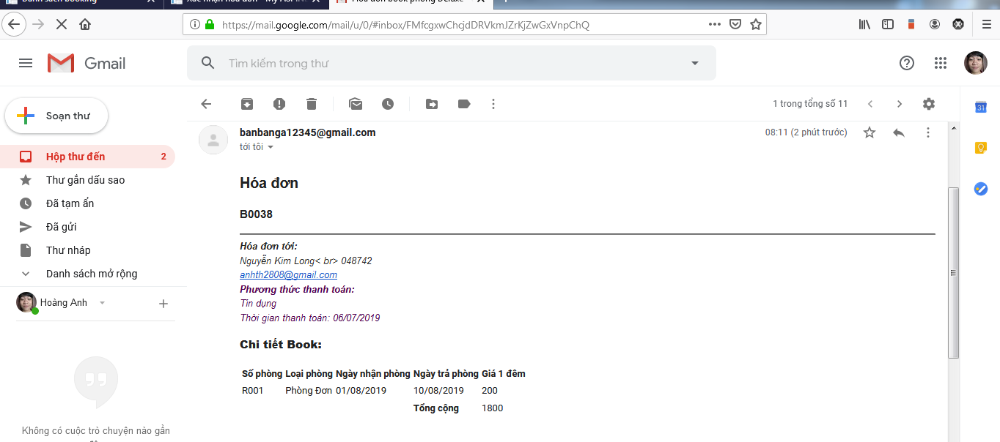 Danh sách booking
Xác nhận hóa đơn - My ASP.N
Hóa đơn book phòng Deluxe
https://mail.google.com/mail/u/0/#inbox/FMfcgxwChcjdDRVkmJZrKjZwGxVnpChQ
Gmail
Tìm kiếm trong thư
Soạn thư
1 trong tổng số 11
31
Hộp thư đến 2
Thư gắn dấu sao
Đã tạm ẩn
Đã gửi
Thư nháp
Danh sách mở rộng
Hoàng Anh
Không có cuộc trò chuyện nào gần
banbanga12345@gmail.com
08:11 (2 phút trước)
tới tôi
Hóa đơn
B0038
Hóa đơn tới:
Nguyễn Kim Long< br> 048742
anhth2808@gmail.com
Phương thức thanh toán:
Tín dụng
Thời gian thanh toán: 06/07/2019
Chi tiết Book:
Số phòng Loại phòng Ngày nhận phòng Ngày trả phòng Giá 1 đêm
R001 Phòng Đơn 01/08/2019 10/08/2019 200
Tổng cộng 1800